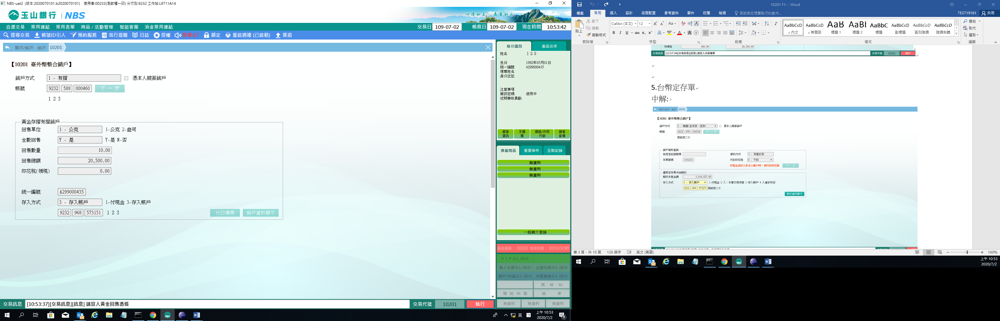 NBS-uat2 (版本:2020070101.b2020070101) 使用者:00233(測試櫃一卯) 分行別:9232 工作站:L9711A14
玉山銀行 | NBS
心清如玉, 義重如山
自選交易 常用連結 常用表單 商品/活動管理 智能客服 消金常用連結
交易日 109-07-02 帳務日 109-07-02 現在時間 10:53:42
搜尋交易 帳號ID引入 預約服務 蒞行提醒 日誌 授權 廣播:67 鎖定 重啟週邊 (已啟動) 簽退
開戶/銷戶 銷戶 10201
【10201 臺外幣整合銷戶】
銷戶方式 1 - 有摺 憑本人親簽銷戶
帳號 9232 588 000460 下一步
1 2 3
黃金存摺有摺銷戶
回售單位 1 - 公克 1-公克 2-盎司
全數回售 Y - 是 Y-是 N-否
回售數量 10.00
回售總額 20,500.00
印花稅(領現) 0.00
統一編號 A299000435
存入方式 3 - 存入帳戶 1-付現金 3-存入帳戶
9232 968 573151 1 2 3
代印傳票 銷戶資料顯示
交易訊息 [10:53:37][交易訊息][訊息] 請放入黃金回售憑條
交易代號 10201 執行
身分識別 產品往來
姓名 1 2 3
生日 1992年05月01日
統一編號 A299000435
理專姓名
身分註記
注意事項
簡訊密碼 使用中
近期事故異動
顧客資訊 手續費 通路/共同行銷 顧客影像
推薦商品 重要事件 互動記錄
無資料
無資料
無資料
一般轉介登錄
服務號碼： 0000 等候時間： 00分00秒
V I P:0人 00分
個人交易:0人 00分 企業交易:0人 00分
開戶/申請:0人 00分 外匯業務:0人 00分
再 呼 叫
預 約 叫 號 結 束
無資料 無資料 無資料
英
上午 10:53
2020/7/2
9
10201 F1- - Word
檔案 常用 插入 設計 版面配置 參考資料 郵件 校閱 檢視 告訴我您想要執行的動作...
TEST19161 共用
貼上 剪下 複製 複製格式
剪貼簿
Calibri (本文) 12
字型
段落
AaBbCcD 內文
AaBbCcD 無間距
AaB 標題 1
AaBl 標題 2
AaBbC 標題
AaBbCcD 副標題
AaBbCcD 區別強調
AaBbCcD 強調斜體
樣式
尋找
取代
選取
編輯
所得稅 600.00 20,536.00
交易訊息 [11:57:34][交易訊息][訊息] 請放入內部傳票 交易代號 10201 執行
5.台幣定存單
中解:
開戶/銷戶 銷戶 10201
【10201 臺外幣整合銷戶】
銷戶方式 2 - 無摺(含支存、定存) 憑本人親簽銷戶
帳號 9232 476 016536 下一步
測試游二七
銷戶資料查詢
免稅登記證號碼 解約方式 1 - 利息打折
存單號碼 1101231 代扣印花稅 0 - 不扣
付現金或存入非本人帳戶時，須代扣印花稅 下一步
臺幣定存單中途解約
解約本息金額 3,014,827.00
存入方式 3 - 存入帳戶 1-付現金 2-入：多筆交易序號 3-存入帳戶 4-入會計科目
9232 968 575273 測試游二七
解約資料顯示
第 3 頁，共 10 頁 126 個字 英文 (美國)
160%
上午 10:53
2020/7/2